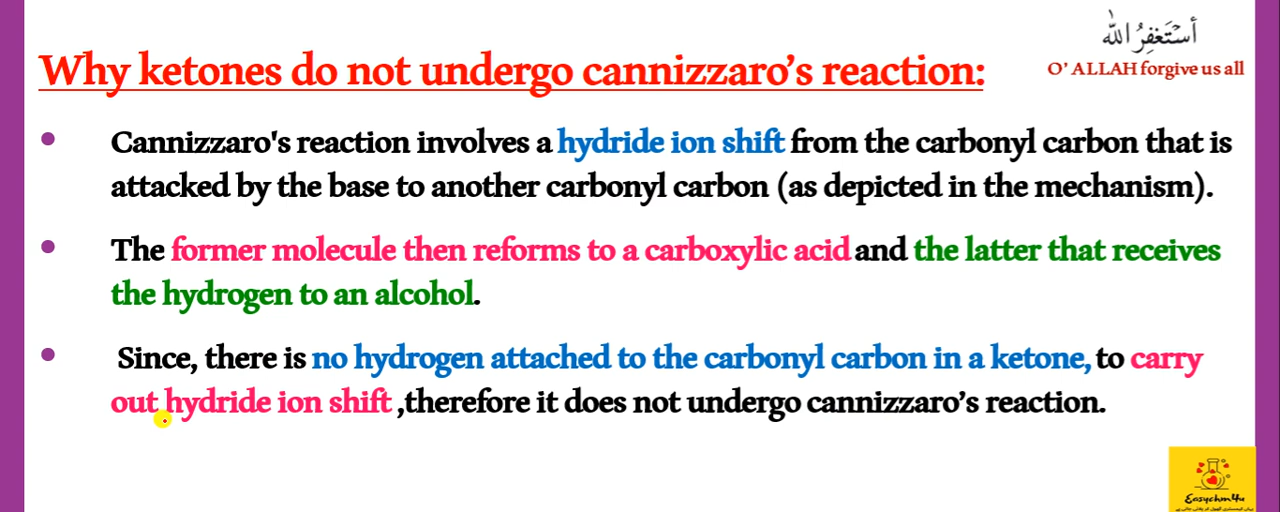 أَسْتَغْفِرُ اللّٰه
O' ALLAH forgive us all
Why ketones do not undergo cannizzaro's reaction:
Cannizzaro's reaction involves a hydride ion shift from the carbonyl carbon that is
attacked by the base to another carbonyl carbon (as depicted in the mechanism).
The former molecule then reforms to a carboxylic acid and the latter that receives
the hydrogen to an alcohol.
Since, there is no hydrogen attached to the carbonyl carbon in a ketone, to carry
out hydride ion shift ,therefore it does not undergo cannizzaro's reaction.
Easychm4u